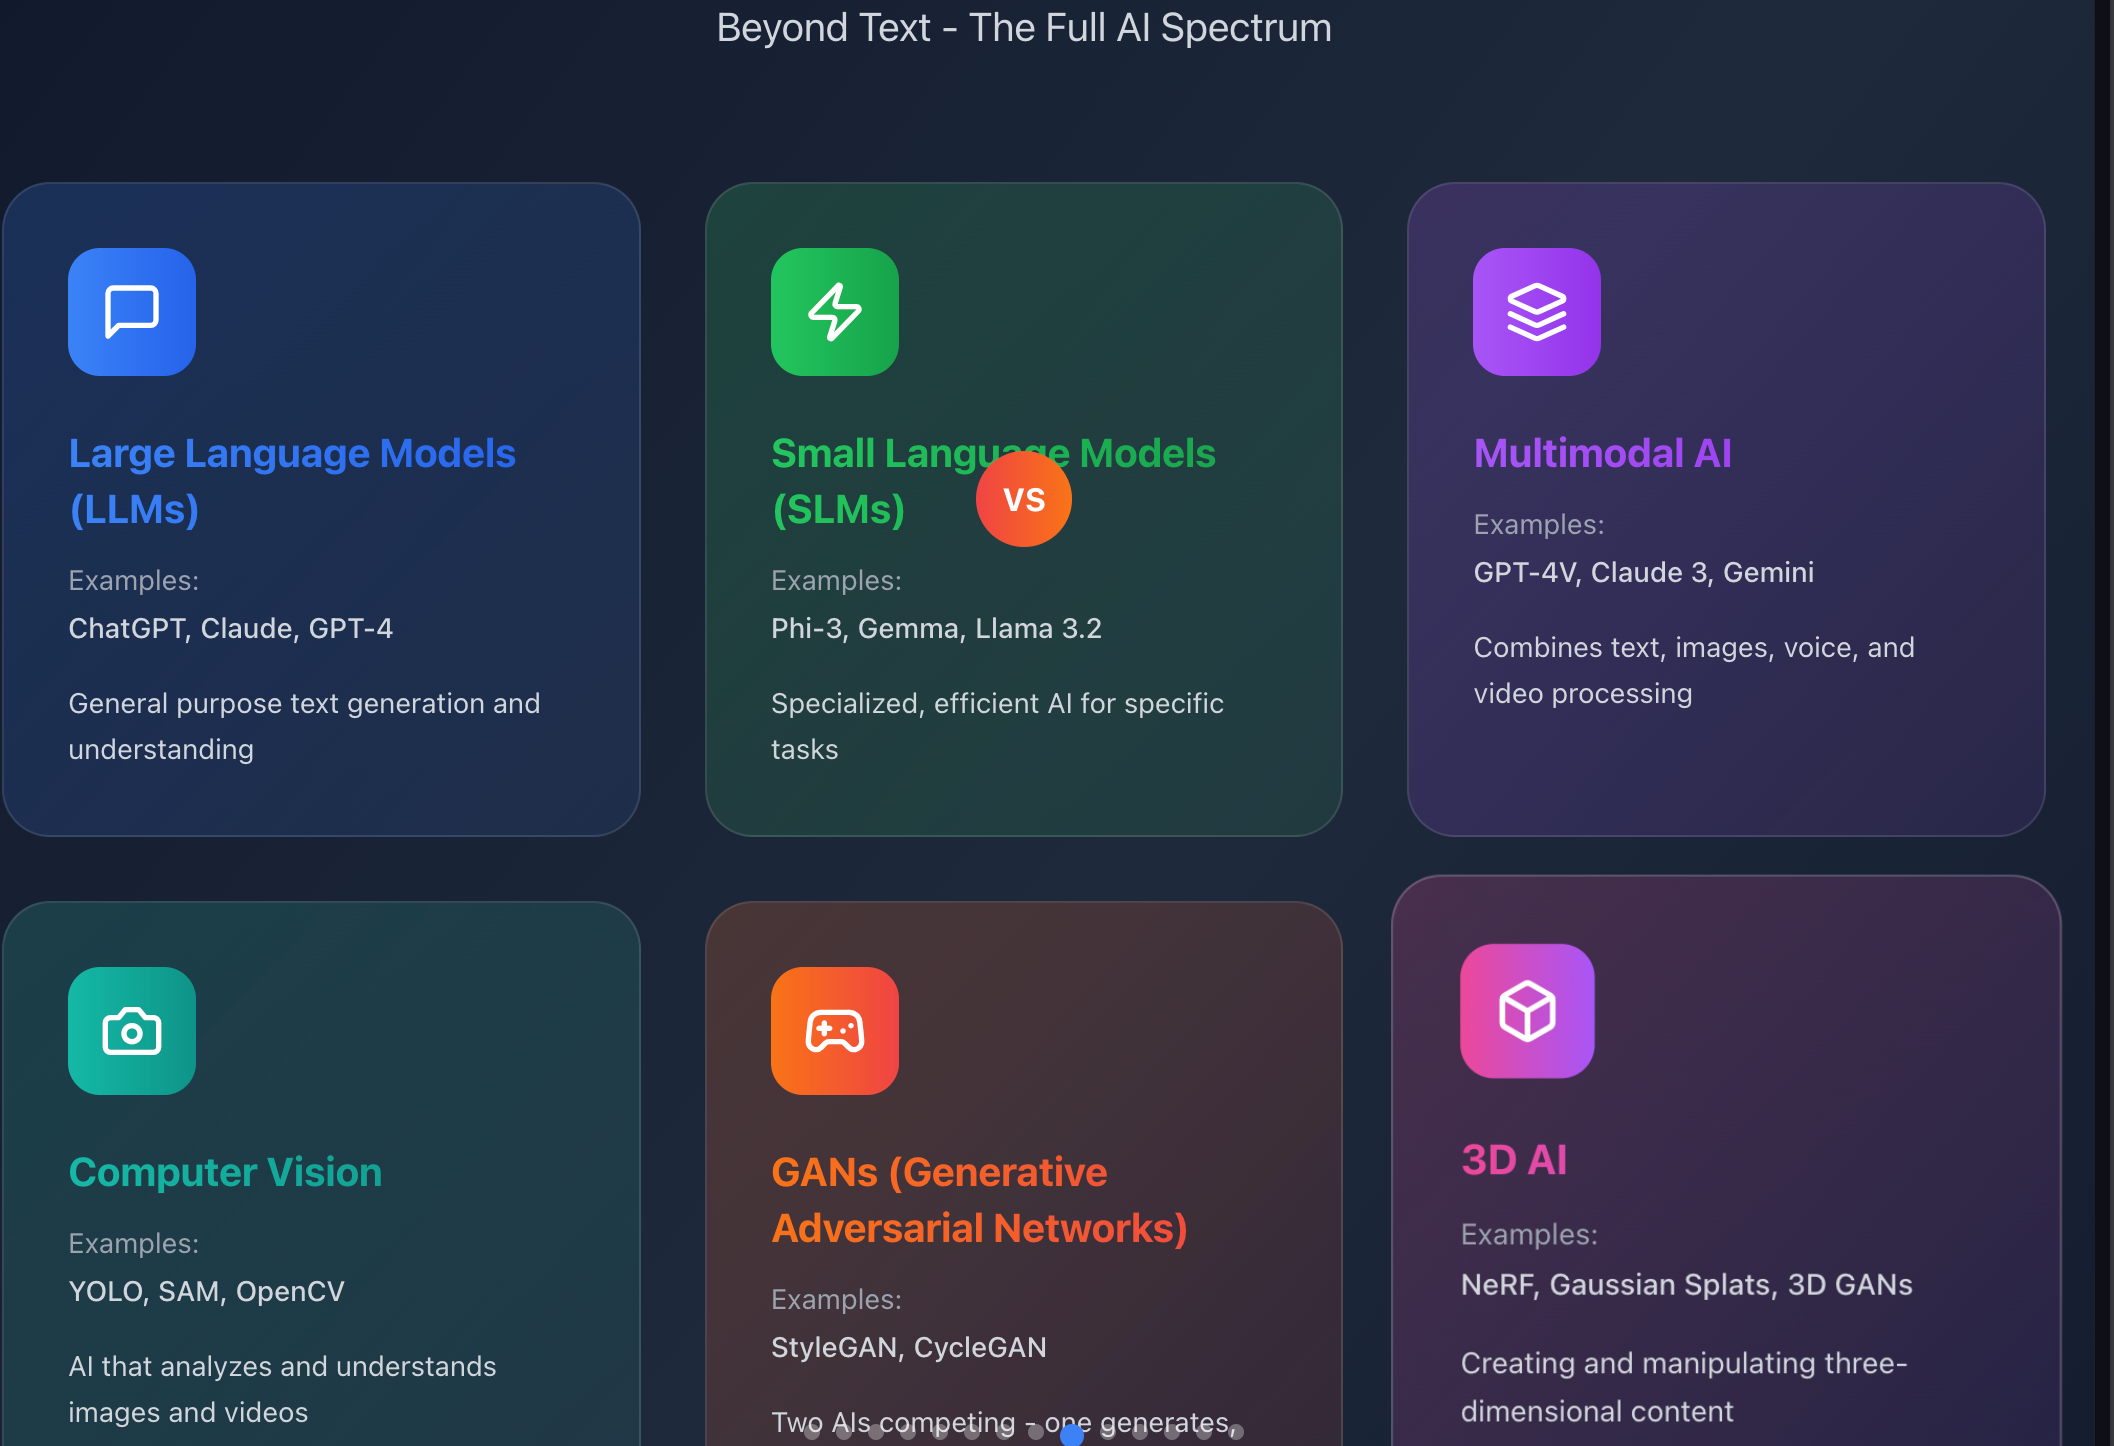 Beyond Text - The Full AI Spectrum
Large Language Models
(LLMs)
Examples:
ChatGPT, Claude, GPT-4
General purpose text generation and
understanding
Small Language Models
(SLMs)
VS
Examples:
Phi-3, Gemma, Llama 3.2
Specialized, efficient AI for specific
tasks
Multimodal AI
Examples:
GPT-4V, Claude 3, Gemini
Combines text, images, voice, and
video processing
Computer Vision
Examples:
YOLO, SAM, OpenCV
AI that analyzes and understands
images and videos
GANs (Generative
Adversarial Networks)
Examples:
StyleGAN, CycleGAN
Two AIs competing - one generates,
3D AI
Examples:
NeRF, Gaussian Splats, 3D GANs
Creating and manipulating three-
dimensional content